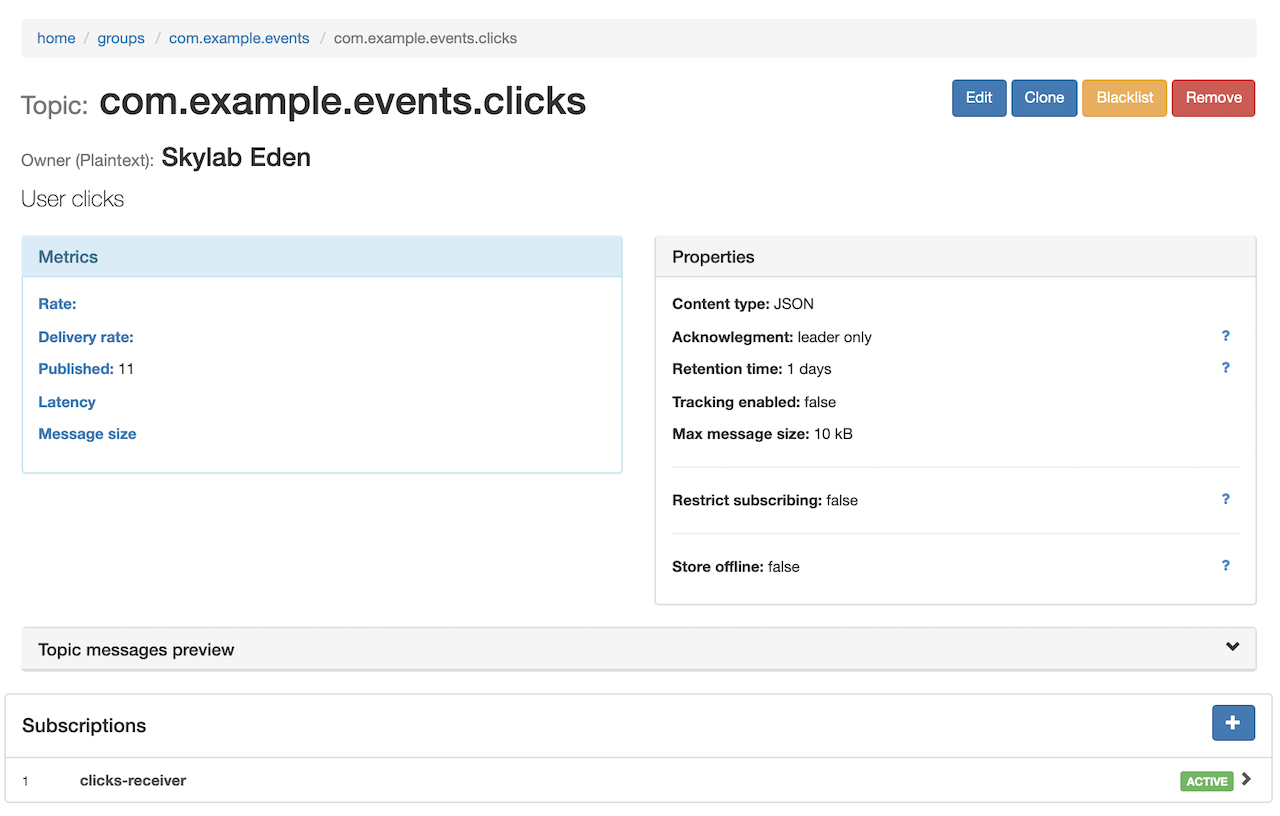 home / groups / com.example.events / com.example.events.clicks
Topic: com.example.events.clicks
Edit Clone Blacklist Remove
Owner (Plaintext): Skylab Eden
User clicks
Metrics
Rate:
Delivery rate:
Published: 11
Latency
Message size
Properties
Content type: JSON
Acknowlegment: leader only ?
Retention time: 1 days ?
Tracking enabled: false
Max message size: 10 kB
Restrict subscribing: false ?
Store offline: false ?
Topic messages preview
Subscriptions +
1 clicks-receiver ACTIVE